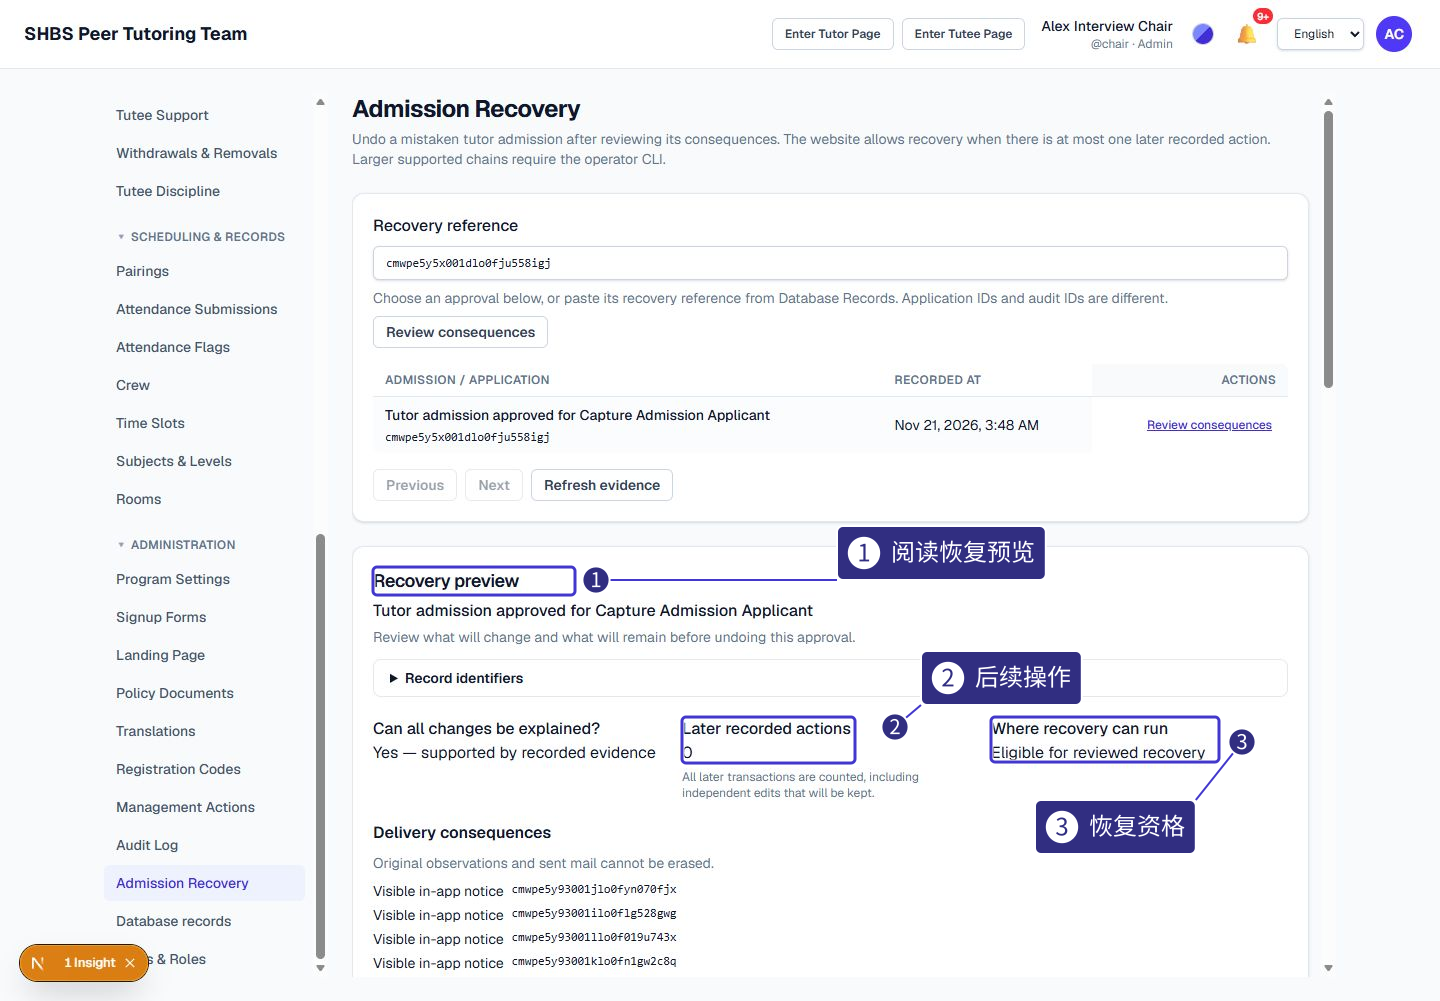 SHBS Peer Tutoring Team
Enter Tutor Page
Enter Tutee Page
Alex Interview Chair
@chair · Admin
9+
English
AC
Tutee Support
Withdrawals & Removals
Tutee Discipline
SCHEDULING & RECORDS
Pairings
Attendance Submissions
Attendance Flags
Crew
Time Slots
Subjects & Levels
Rooms
ADMINISTRATION
Program Settings
Signup Forms
Landing Page
Policy Documents
Translations
Registration Codes
Management Actions
Audit Log
Admission Recovery
Database records
s & Roles
1 Insight
Admission Recovery
Undo a mistaken tutor admission after reviewing its consequences. The website allows recovery when there is at most one later recorded action.
Larger supported chains require the operator CLI.
Recovery reference
cmwpe5y5x001dlo0fju558igj
Choose an approval below, or paste its recovery reference from Database Records. Application IDs and audit IDs are different.
Review consequences
ADMISSION / APPLICATION RECORDED AT ACTIONS
Tutor admission approved for Capture Admission Applicant
cmwpe5y5x001dlo0fju558igj
Nov 21, 2026, 3:48 AM
Review consequences
Previous Next Refresh evidence
1 阅读恢复预览
Recovery preview 1
Tutor admission approved for Capture Admission Applicant
Review what will change and what will remain before undoing this approval.
Record identifiers
2 后续操作
Can all changes be explained?
Yes — supported by recorded evidence
Later recorded actions 2
0
All later transactions are counted, including
independent edits that will be kept.
Where recovery can run 3
Eligible for reviewed recovery
3 恢复资格
Delivery consequences
Original observations and sent mail cannot be erased.
Visible in-app notice cmwpe5y93001jlo0fyn070fjx
Visible in-app notice cmwpe5y93001ilo0flg528gwg
Visible in-app notice cmwpe5y93001llo0f019u743x
Visible in-app notice cmwpe5y93001klo0fn1gw2c8q